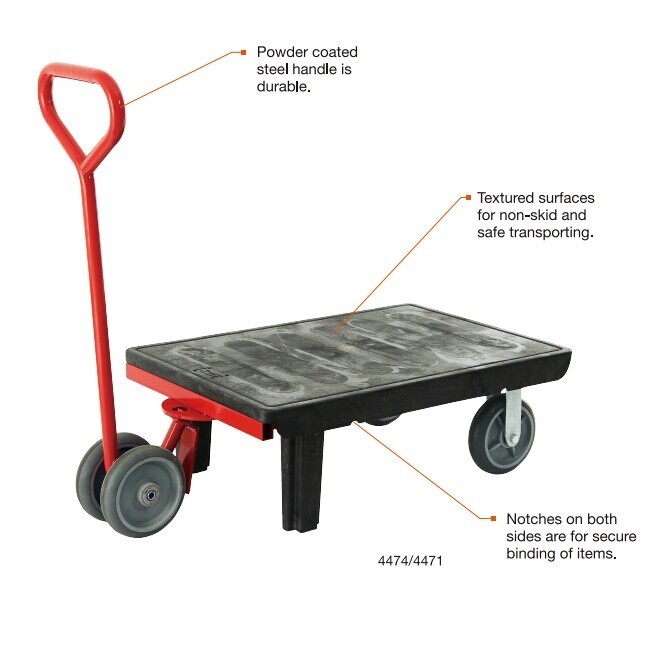 Powder coated
steel handle is
durable.
Textured surfaces
for non-skid and
safe transporting.
Notches on both
sides are for secure
binding of items.
4474/4471